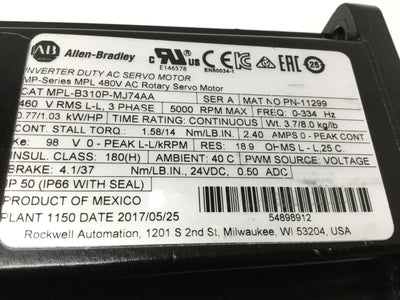 AB Allen-Bradley
c UL us E146578 CE EN60034-1 EAC 25
INVERTER DUTY AC SERVO MOTOR
MP-Series MPL 480V AC Rotary Servo Motor
CAT MPL-B310P-MJ74AA SER A MAT NO PN-11299
460 V RMS L-L, 3 PHASE 5000 RPM MAX FREQ: 0-334 Hz
0.77/1.03 kW/HP TIME RATING: CONTINUOUS Wt. 3.7/8.0 kg/lb
CONT. STALL TORQ: 1.58/14 Nm/LB.IN. 2.40 AMPS 0 - PEAK
Ke: 98 V 0 - PEAK L-L/kRPM RES: 18.9 OHMS L - L,25 C.
INSUL. CLASS: 180(H) AMBIENT: 40 C PWM SOURCE VOLTAGE:
BRAKE: 4.1/37 Nm/LB.IN, 24VDC, 0.50 ADC
IP 50 (IP66 WITH SEAL)
PRODUCT OF MEXICO
PLANT 1150 DATE 2017/05/25 54898912
Rockwell Automation, 1201 S 2nd St, Milwaukee, WI 53204, USA